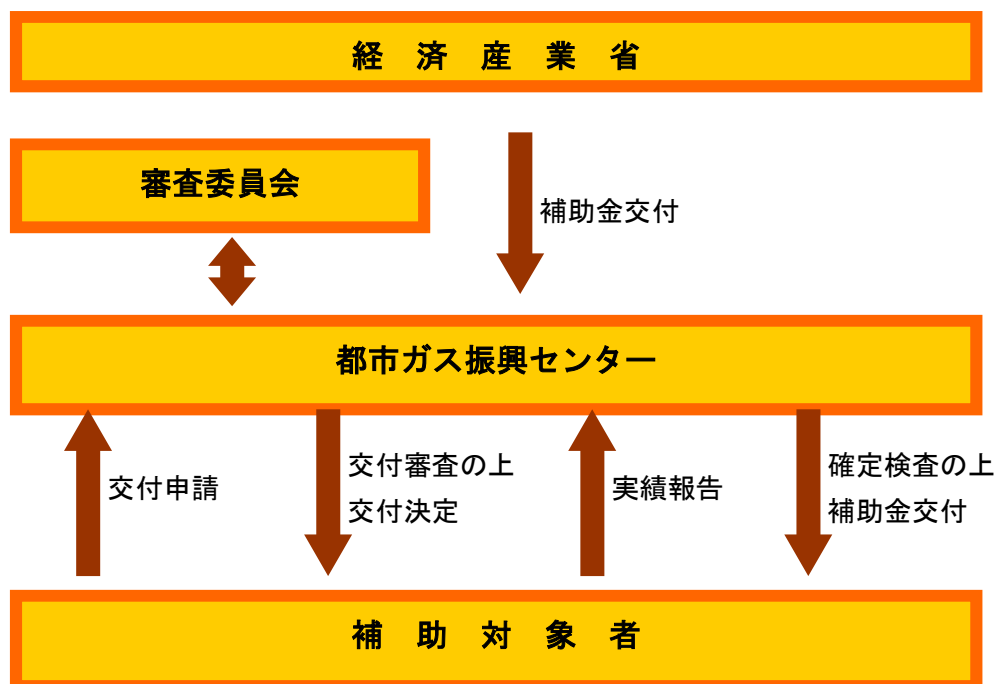 経済産業省
審査委員会
補助金交付
都市ガス振興センター
交付申請
交付審査の上
交付決定
実績報告
確定検査の上
補助金交付
補助対象者